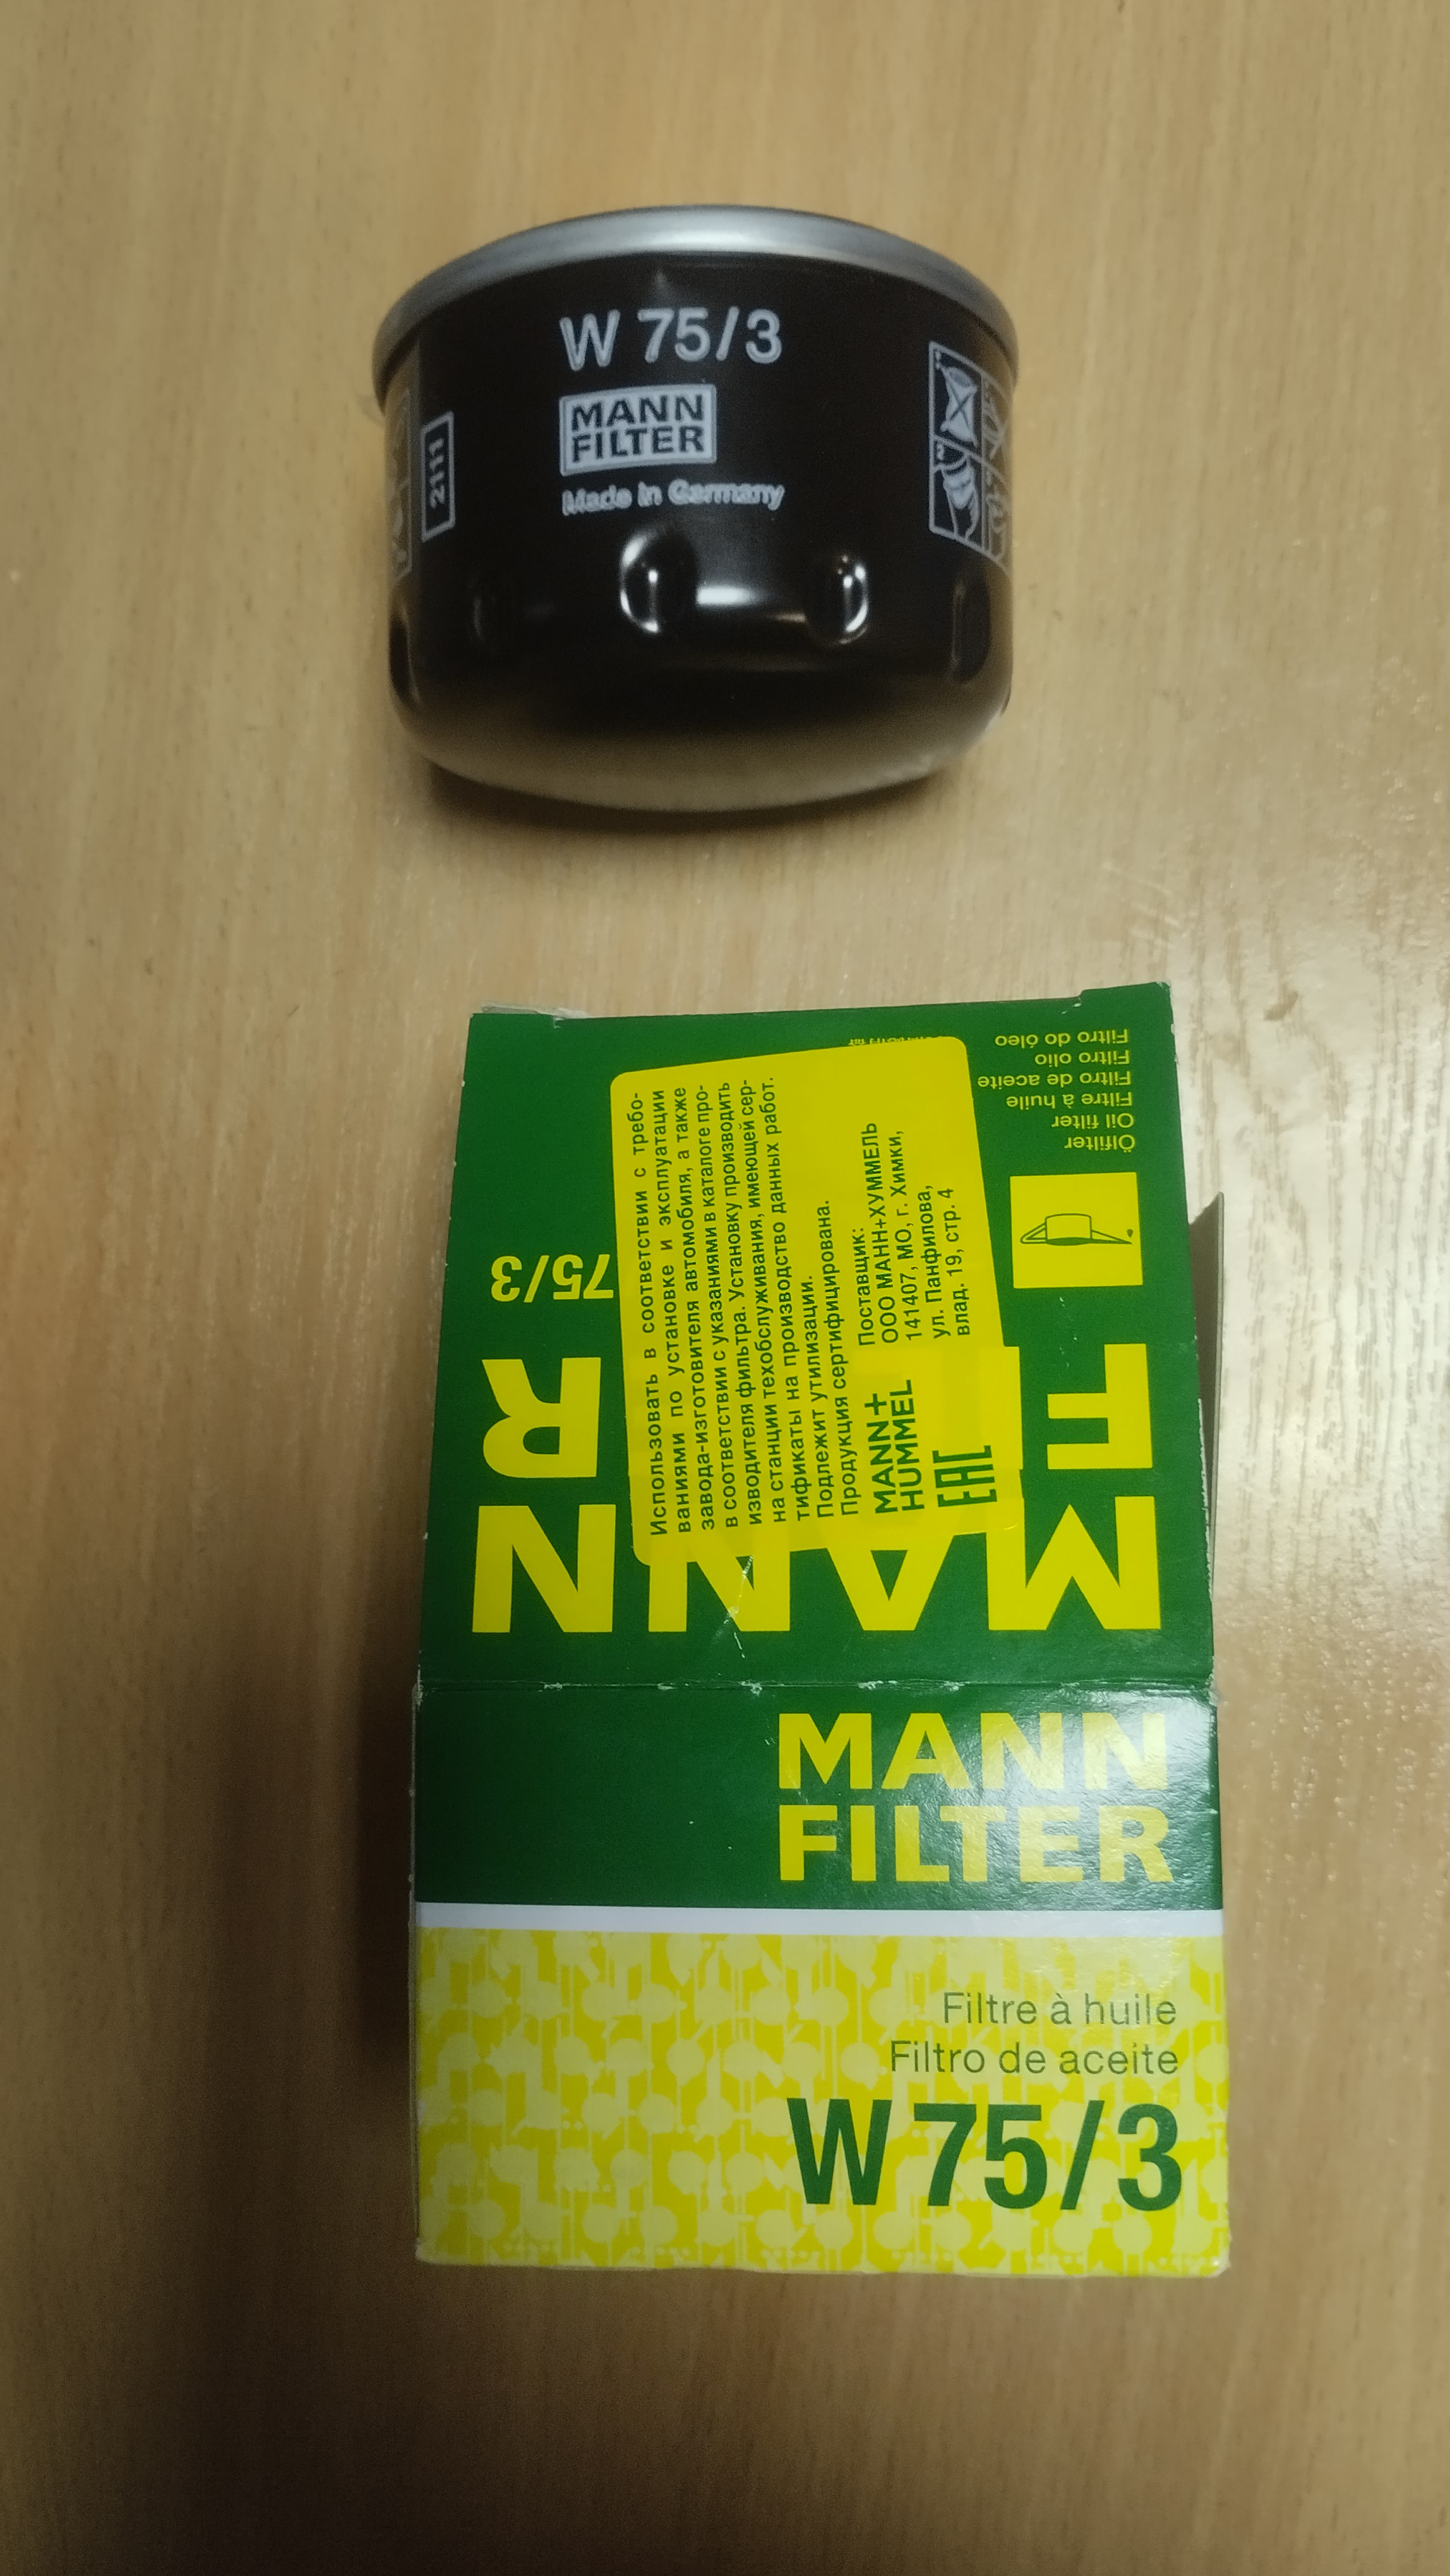 W 75/3
MANN
FILTER
Made in Germany
2111
Ölfilter
Oil filter
Filtre à huile
Filtro de aceite
Filtro olio
Filtro do óleo
75/3
MANN
F R
Использовать в соответствии с требо-
ваниями по установке и эксплуатации
завода-изготовителя автомобиля, а также
в соответствии с указаниями в каталоге про-
изводителя фильтра. Установку производить
на станции техобслуживания, имеющей сер-
тификаты на производство данных работ.
Подлежит утилизации.
Продукция сертифицирована.
MANN+
HUMMEL
EAC
Поставщик:
ООО МАНН+ХУММЕЛЬ
141407, МО, г. Химки,
ул. Панфилова,
влад. 19, стр. 4
MANN
FILTER
Filtre à huile
Filtro de aceite
W 75/3